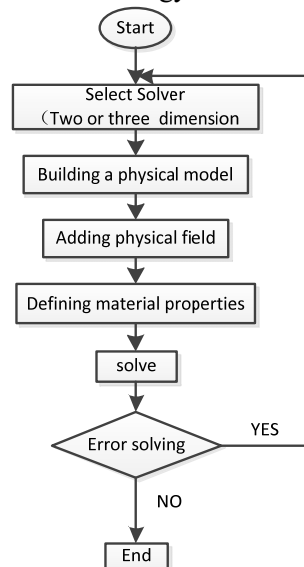 Start
Select Solver
（Two or three dimension
Building a physical model
Adding physical field
Defining material properties
solve
Error solving
YES
NO
End